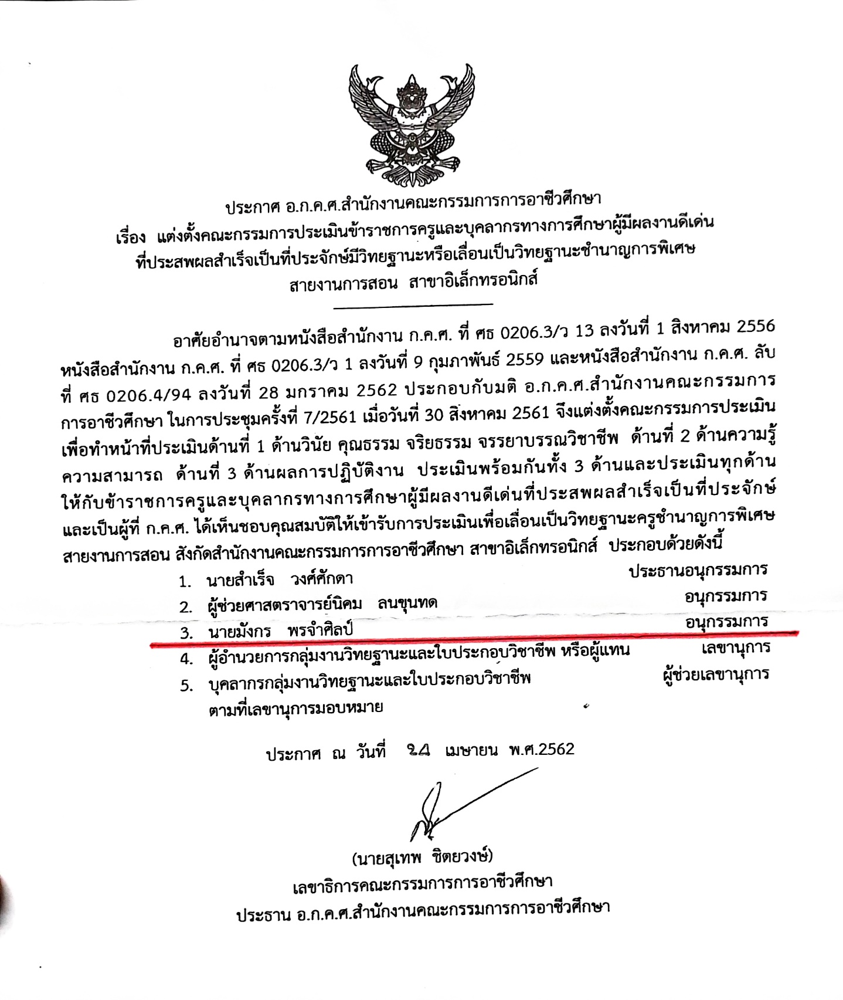 ประกาศ อ.ก.ค.ศ.สำนักงานคณะกรรมการการอาชีวศึกษา
เรื่อง แต่งตั้งคณะกรรมการประเมินข้าราชการครูและบุคลากรทางการศึกษาผู้มีผลงานดีเด่น
ที่ประสพผลสำเร็จเป็นที่ประจักษ์มีวิทยฐานะหรือเลื่อนเป็นวิทยฐานะชำนาญการพิเศษ
สายงานการสอน สาขาอิเล็กทรอนิกส์
อาศัยอำนาจตามหนังสือสำนักงาน ก.ค.ศ. ที่ ศธ 0206.3/ว 13 ลงวันที่ 1 สิงหาคม 2556
หนังสือสำนักงาน ก.ค.ศ. ที่ ศธ 0206.3/ว 1 ลงวันที่ 9 กุมภาพันธ์ 2559 และหนังสือสำนักงาน ก.ค.ศ. ลับ
ที่ ศธ 0206.4/94 ลงวันที่ 28 มกราคม 2562 ประกอบกับมติ อ.ก.ค.ศ.สำนักงานคณะกรรมการ
การอาชีวศึกษา ในการประชุมครั้งที่ 7/2561 เมื่อวันที่ 30 สิงหาคม 2561 จึงแต่งตั้งคณะกรรมการประเมิน
เพื่อทำหน้าที่ประเมินด้านที่ 1 ด้านวินัย คุณธรรม จริยธรรม จรรยาบรรณวิชาชีพ ด้านที่ 2 ด้านความรู้
ความสามารถ ด้านที่ 3 ด้านผลการปฏิบัติงาน ประเมินพร้อมกันทั้ง 3 ด้านและประเมินทุกด้าน
ให้กับข้าราชการครูและบุคลากรทางการศึกษาผู้มีผลงานดีเด่นที่ประสพผลสำเร็จเป็นที่ประจักษ์
และเป็นผู้ที่ ก.ค.ศ. ได้เห็นชอบคุณสมบัติให้เข้ารับการประเมินเพื่อเลื่อนเป็นวิทยฐานะครูชำนาญการพิเศษ
สายงานการสอน สังกัดสำนักงานคณะกรรมการการอาชีวศึกษา สาขาอิเล็กทรอนิกส์ ประกอบด้วยดังนี้
1. นายสำเร็จ วงศ์ศักดา ประธานอนุกรรมการ
2. ผู้ช่วยศาสตราจารย์นิคม ลนขุนทด อนุกรรมการ
3. นายมังกร พรจำศิลป์ อนุกรรมการ
4. ผู้อำนวยการกลุ่มงานวิทยฐานะและใบประกอบวิชาชีพ หรือผู้แทน เลขานุการ
5. บุคลากรกลุ่มงานวิทยฐานะและใบประกอบวิชาชีพ ผู้ช่วยเลขานุการ
ตามที่เลขานุการมอบหมาย
ประกาศ ณ วันที่ ๒๔ เมษายน พ.ศ.2562
(นายสุเทพ ชิตยวงษ์)
เลขาธิการคณะกรรมการการอาชีวศึกษา
ประธาน อ.ก.ค.ศ.สำนักงานคณะกรรมการการอาชีวศึกษา